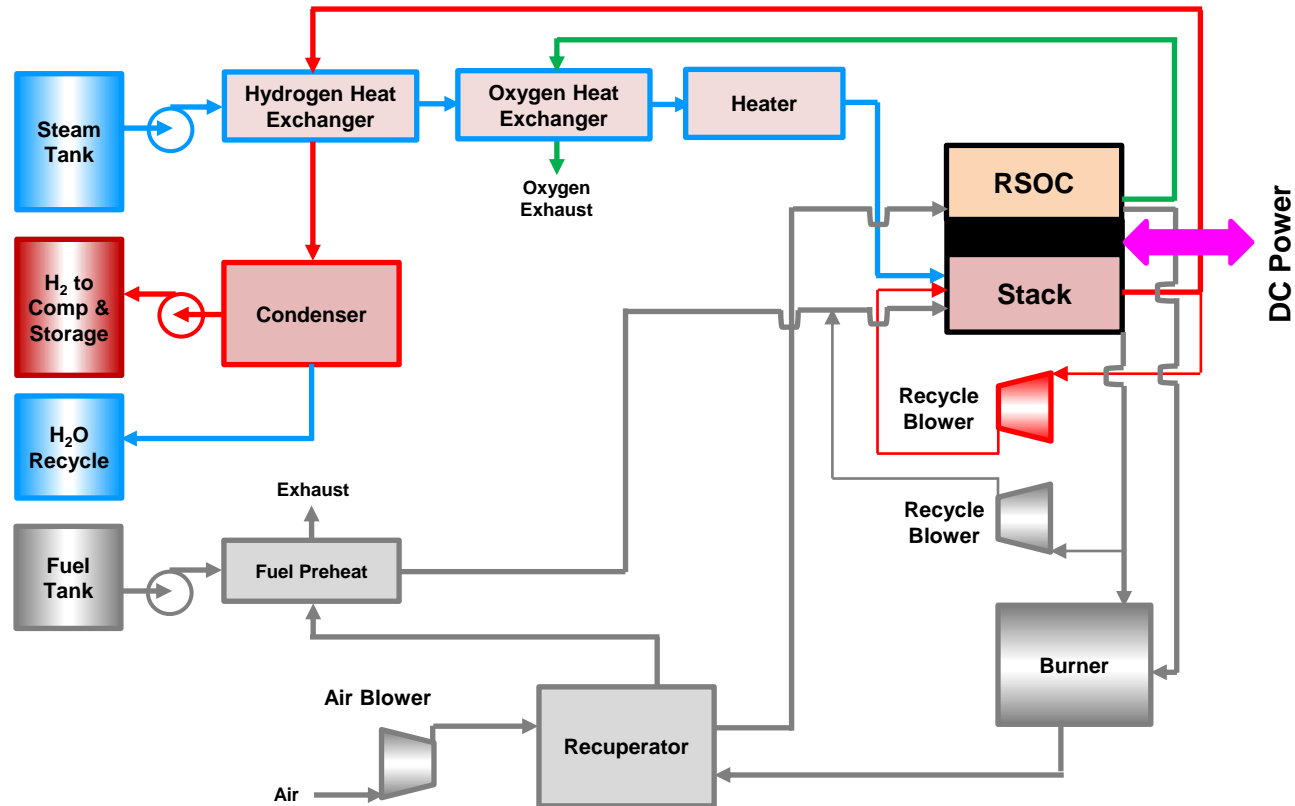 Steam
Tank
Hydrogen Heat
Exchanger
Oxygen Heat
Exchanger
Heater
Oxygen
Exhaust
RSOC
Stack
DC Power
H₂ to
Comp &
Storage
Condenser
H₂O
Recycle
Recycle
Blower
Recycle
Blower
Exhaust
Fuel
Tank
Fuel Preheat
Burner
Air Blower
Recuperator
Air